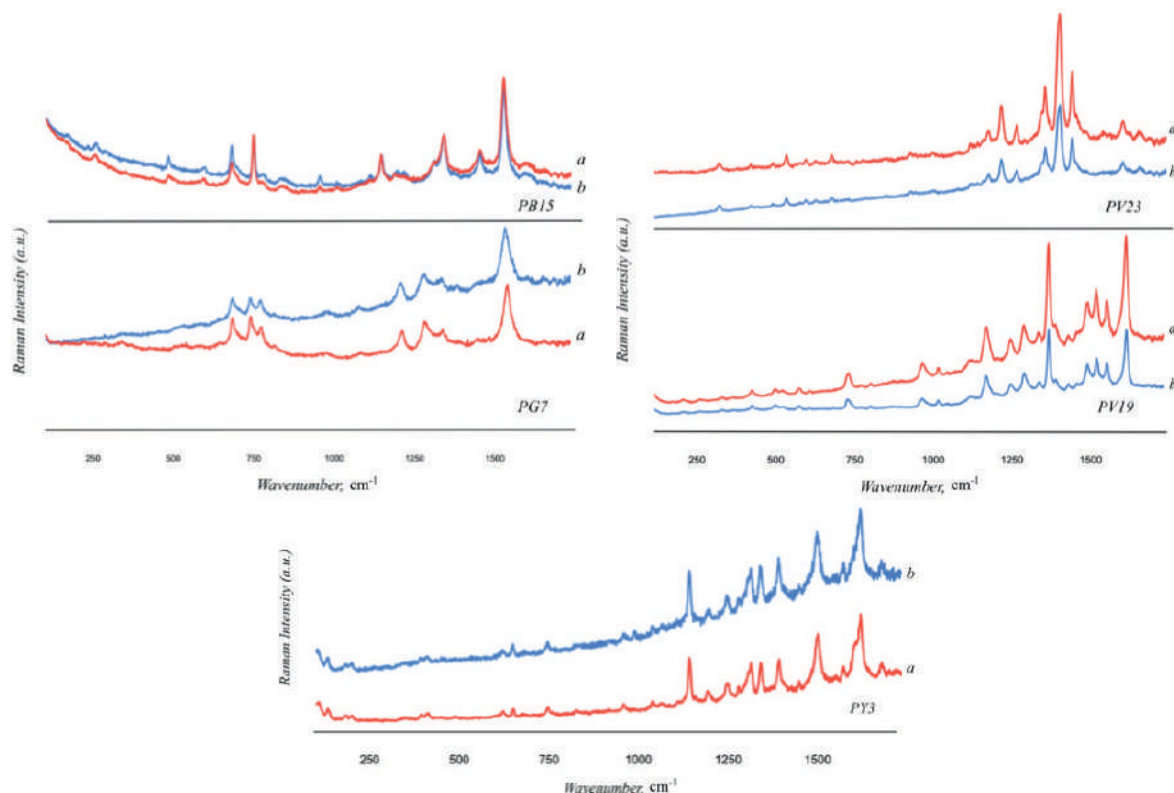 a
b
PB15
b
a
PG7
Raman Intensity (a.u.)
250 500 750 1000 1250 1500
Wavenumber, cm-1
b
PV23
PV19
b
Raman Intensity (a.u.)
250 500 750 1000 1250 1500
Wavenumber, cm-1
b
a
PY3
Raman Intensity (a.u.)
250 500 750 1000 1250 1500
Wavenumber, cm-1